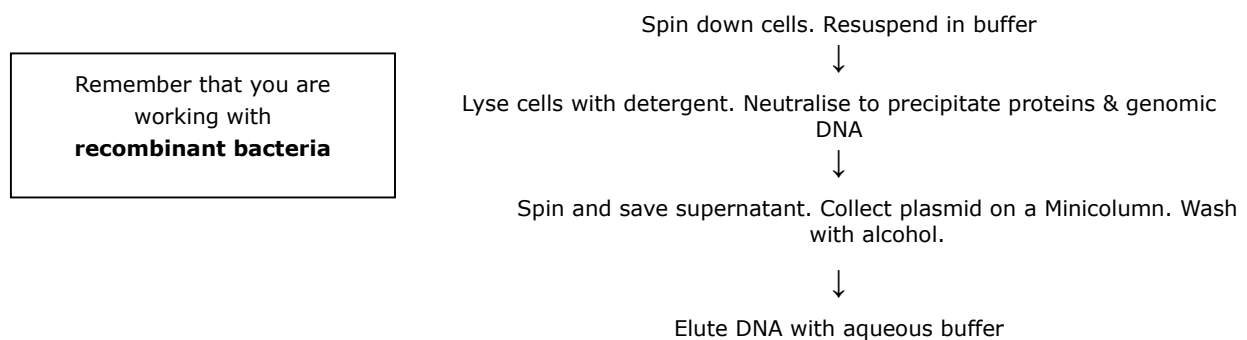 Remember that you are
working with
recombinant bacteria
Spin down cells. Resuspend in buffer
↓
Lyse cells with detergent. Neutralise to precipitate proteins & genomic
DNA
↓
Spin and save supernatant. Collect plasmid on a Minicolumn. Wash
with alcohol.
↓
Elute DNA with aqueous buffer